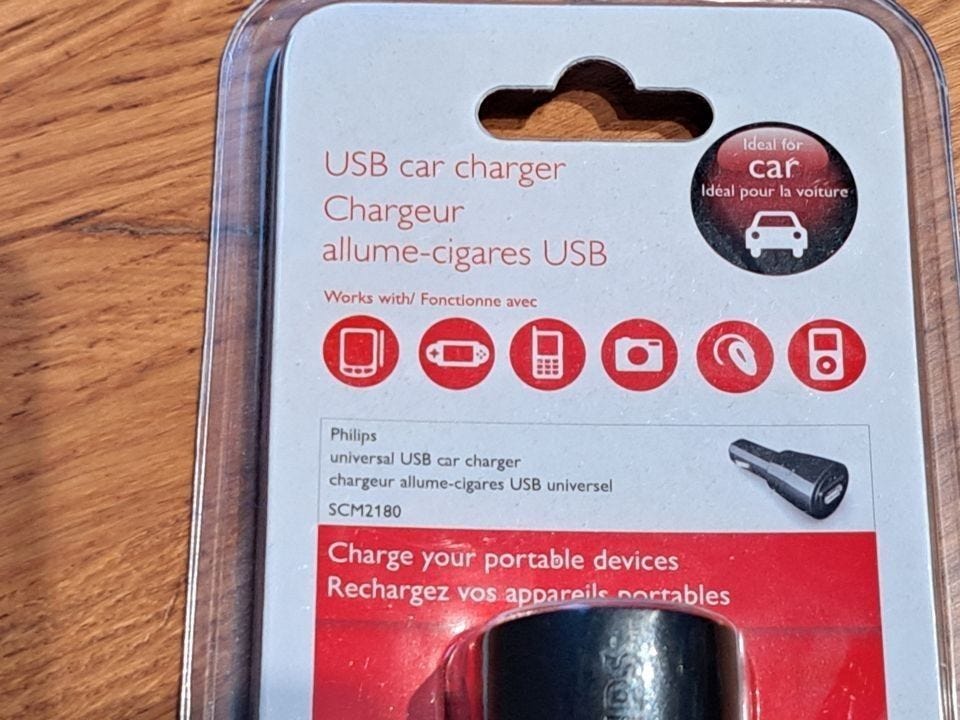 USB car charger
Chargeur
allume-cigares USB
Ideal for
car
Idéal pour la voiture
Works with/ Fonctionne avec
Philips
universal USB car charger
chargeur allume-cigares USB universel
SCM2180
Charge your portable devices
Rechargez vos appareils portables